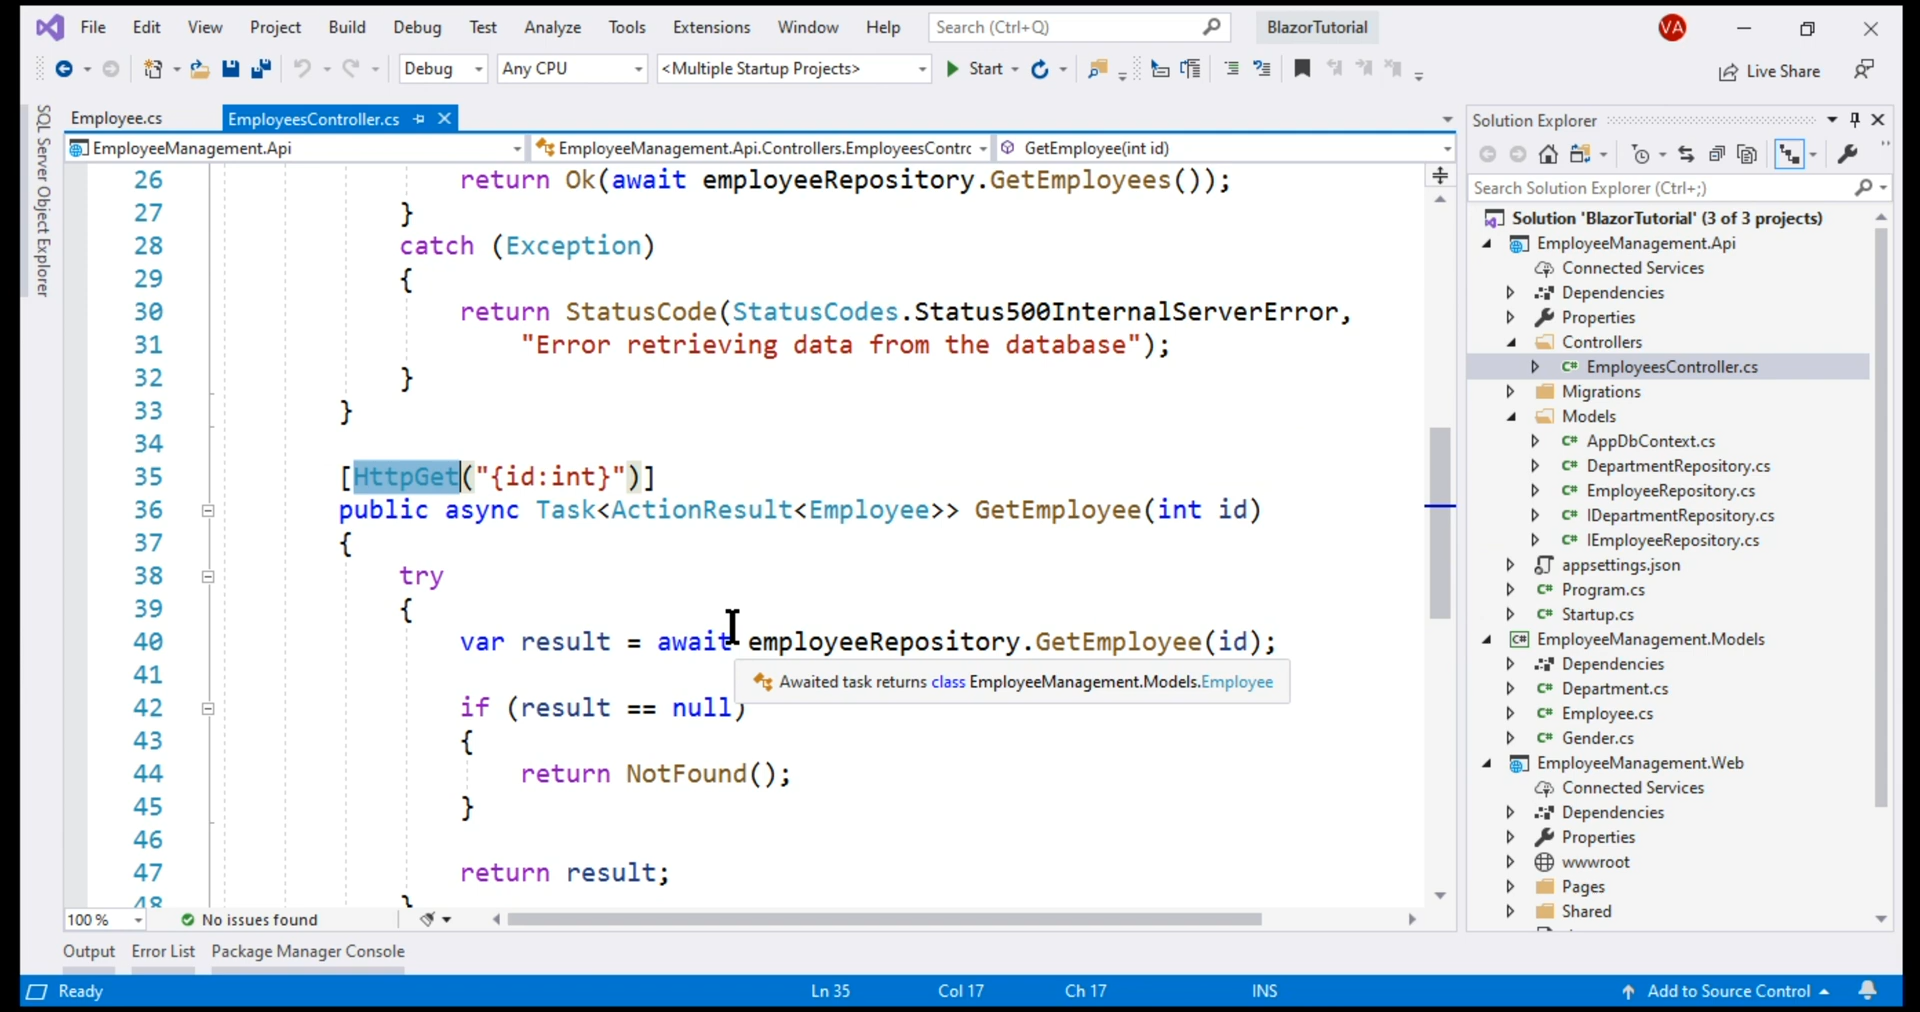 File Edit View Project Build Debug Test Analyze Tools Extensions Window Help Search (Ctrl+Q) BlazorTutorial VA
Debug Any CPU <Multiple Startup Projects> Start Live Share
SQL Server Object Explorer
Employee.cs EmployeesController.cs
EmployeeManagement.Api EmployeeManagement.Api.Controllers.EmployeesContrc GetEmployee(int id)
26 return Ok(await employeeRepository.GetEmployees());
27 }
28 catch (Exception)
29 {
30 return StatusCode(StatusCodes.Status500InternalServerError,
31 "Error retrieving data from the database");
32 }
33 }
34
35 [HttpGet("{id:int}")]
36 public async Task<ActionResult<Employee>> GetEmployee(int id)
37 {
38 try
39 {
40 var result = await employeeRepository.GetEmployee(id);
41
Awaited task returns class EmployeeManagement.Models.Employee
42 if (result == null)
43 {
44 return NotFound();
45 }
46
47 return result;
48 }
100 % No issues found
Output Error List Package Manager Console
Ready Ln 35 Col 17 Ch 17 INS Add to Source Control
Solution Explorer
Search Solution Explorer (Ctrl+;)
Solution 'BlazorTutorial' (3 of 3 projects)
EmployeeManagement.Api
Connected Services
Dependencies
Properties
Controllers
C# EmployeesController.cs
Migrations
Models
C# AppDbContext.cs
C# DepartmentRepository.cs
C# EmployeeRepository.cs
C# IDepartmentRepository.cs
C# IEmployeeRepository.cs
appsettings.json
C# Program.cs
C# Startup.cs
C# EmployeeManagement.Models
Dependencies
C# Department.cs
C# Employee.cs
C# Gender.cs
EmployeeManagement.Web
Connected Services
Dependencies
Properties
wwwroot
Pages
Shared